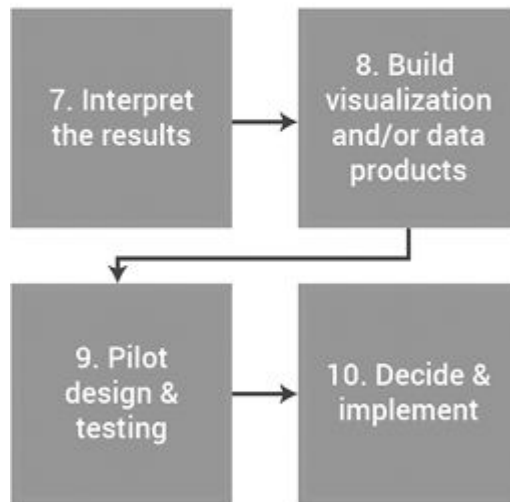 7. Interpret
the results
8. Build
visualization
and/or data
products
9. Pilot
design &
testing
10. Decide &
implement